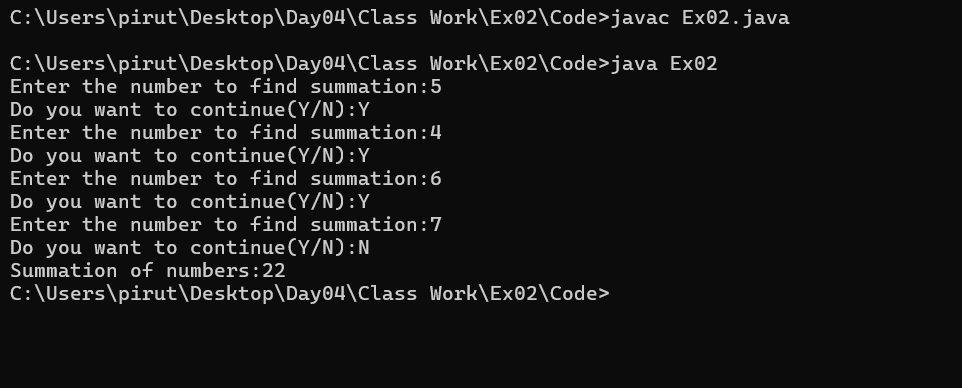 C:\Users\pirut\Desktop\Day04\Class Work\Ex02\Code>javac Ex02.java
C:\Users\pirut\Desktop\Day04\Class Work\Ex02\Code>java Ex02
Enter the number to find summation:5
Do you want to continue(Y/N):Y
Enter the number to find summation:4
Do you want to continue(Y/N):Y
Enter the number to find summation:6
Do you want to continue(Y/N):Y
Enter the number to find summation:7
Do you want to continue(Y/N):N
Summation of numbers:22
C:\Users\pirut\Desktop\Day04\Class Work\Ex02\Code>